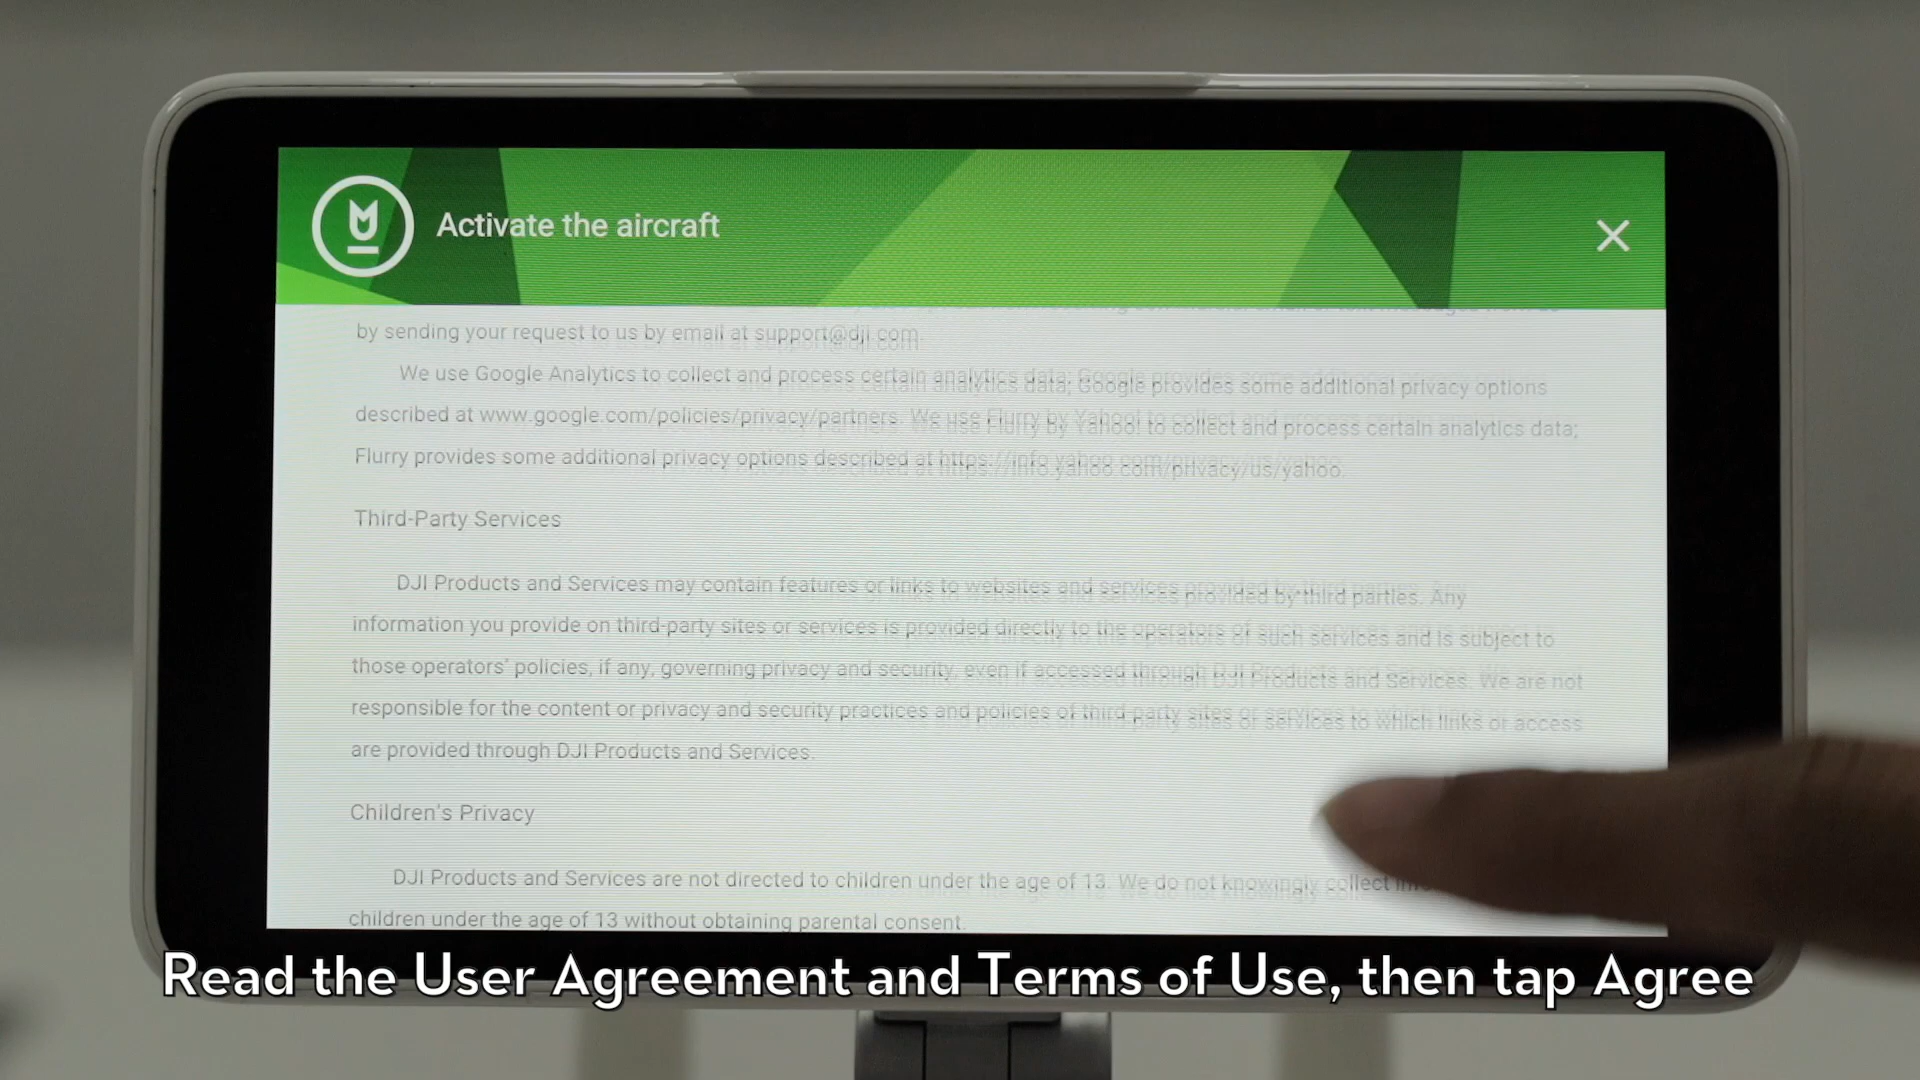 Activate the aircraft
by sending your request to us by email at support@dji.com.
We use Google Analytics to collect and process certain analytics data; Google provides some additional privacy options
described at www.google.com/policies/privacy/partners. We use Flurry by Yahoo! to collect and process certain analytics data;
Flurry provides some additional privacy options described at https://info.yahoo.com/privacy/us/yahoo.
Third-Party Services
DJI Products and Services may contain features or links to websites and services provided by third parties. Any
information you provide on third-party sites or services is provided directly to the operators of such services and is subject to
those operators' policies, if any, governing privacy and security, even if accessed through DJI Products and Services. We are not
responsible for the content or privacy and security practices and policies of third-party sites or services to which links or access
are provided through DJI Products and Services.
Children's Privacy
DJI Products and Services are not directed to children under the age of 13. We do not knowingly collect
children under the age of 13 without obtaining parental consent.
Read the User Agreement and Terms of Use, then tap Agree